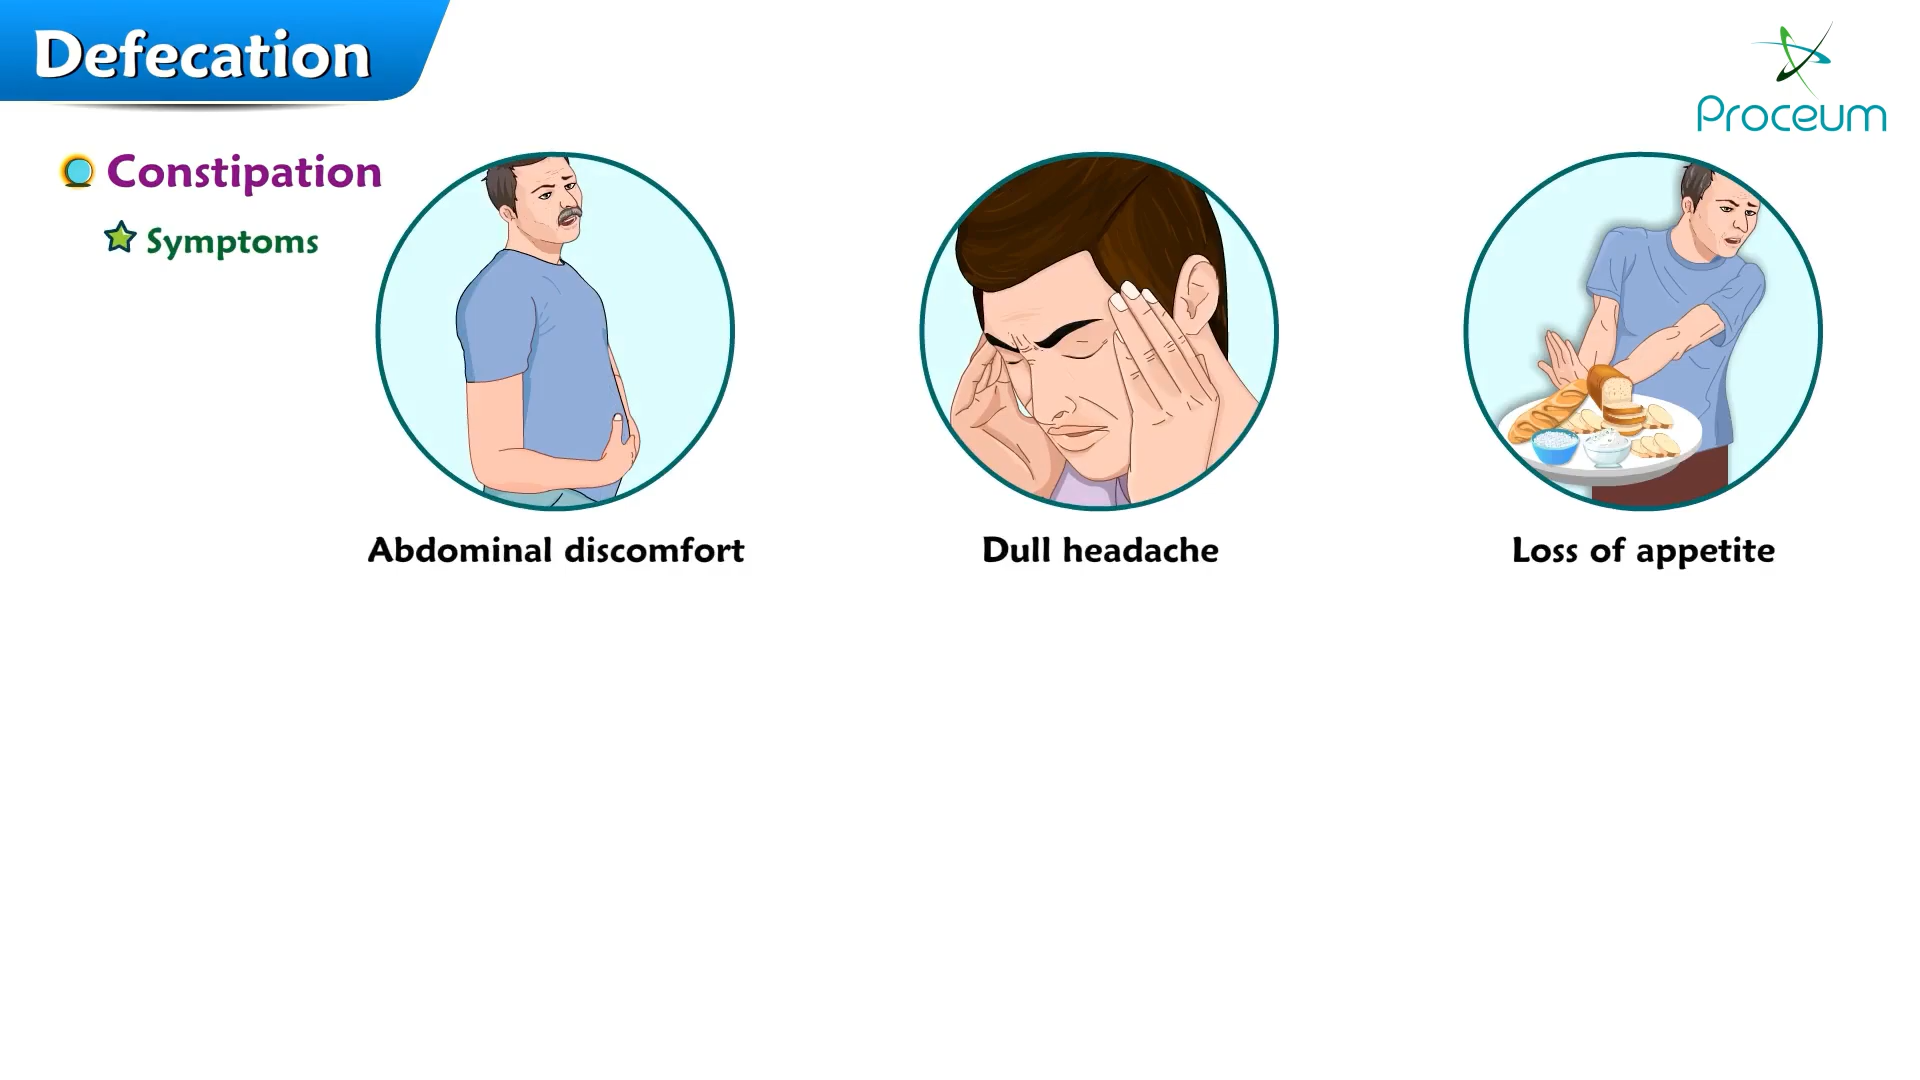 Defecation
Proceum
Constipation
Symptoms
Abdominal discomfort
Dull headache
Loss of appetite